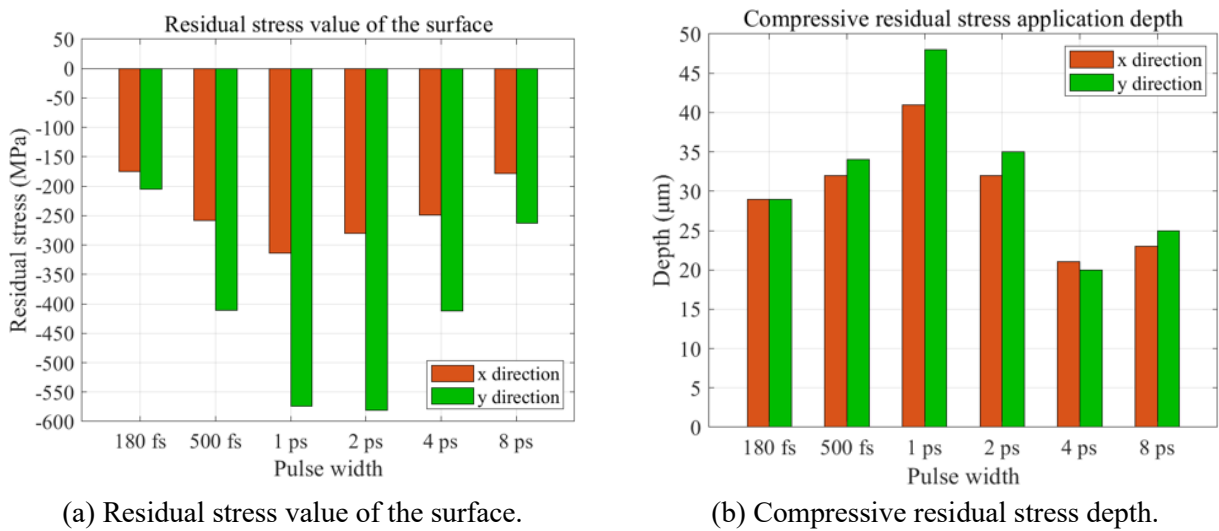 Residual stress value of the surface
50
0
-50
-100
-150
-200
-250
-300
-350
-400
-450
-500
-550
-600
Residual stress (MPa)
x direction
y direction
180 fs 500 fs 1 ps 2 ps 4 ps 8 ps
Pulse width
(a) Residual stress value of the surface.
Compressive residual stress application depth
50
45
40
35
30
25
20
15
10
5
0
Depth (μm)
x direction
y direction
180 fs 500 fs 1 ps 2 ps 4 ps 8 ps
Pulse width
(b) Compressive residual stress depth.